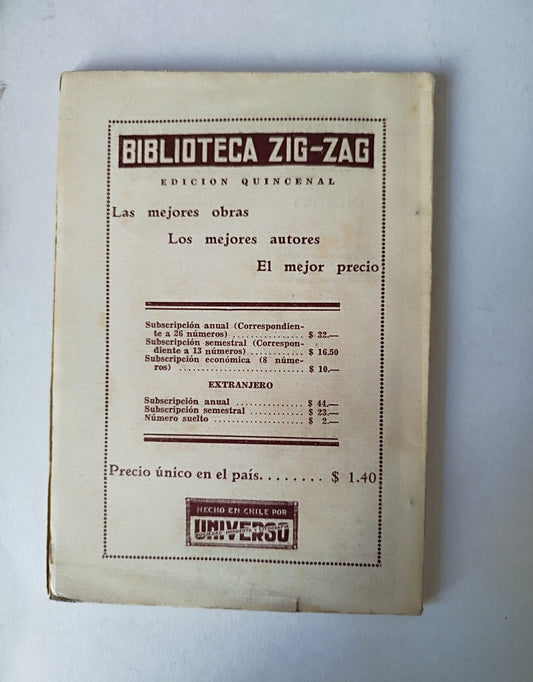 BIBLIOTECA ZIG-ZAG
EDICION QUINCENAL
Las mejores obras
Los mejores autores
El mejor precio
Subscripción anual (Correspondien-
te a 26 números) ................ $ 32.—
Subscripción semestral (Correspon-
diente a 13 números) ............ $ 16.50
Subscripción económica (8 núme-
ros) ............................ $ 10.—
EXTRANJERO
Subscripción anual ................ $ 44.—
Subscripción semestral ............ $ 23.—
Número suelto ..................... $ 2.—
Precio único en el país........ $ 1.40
HECHO EN CHILE POR
UNIVERSO
SOCIEDAD IMPRENTA Y LITOGRAFIA